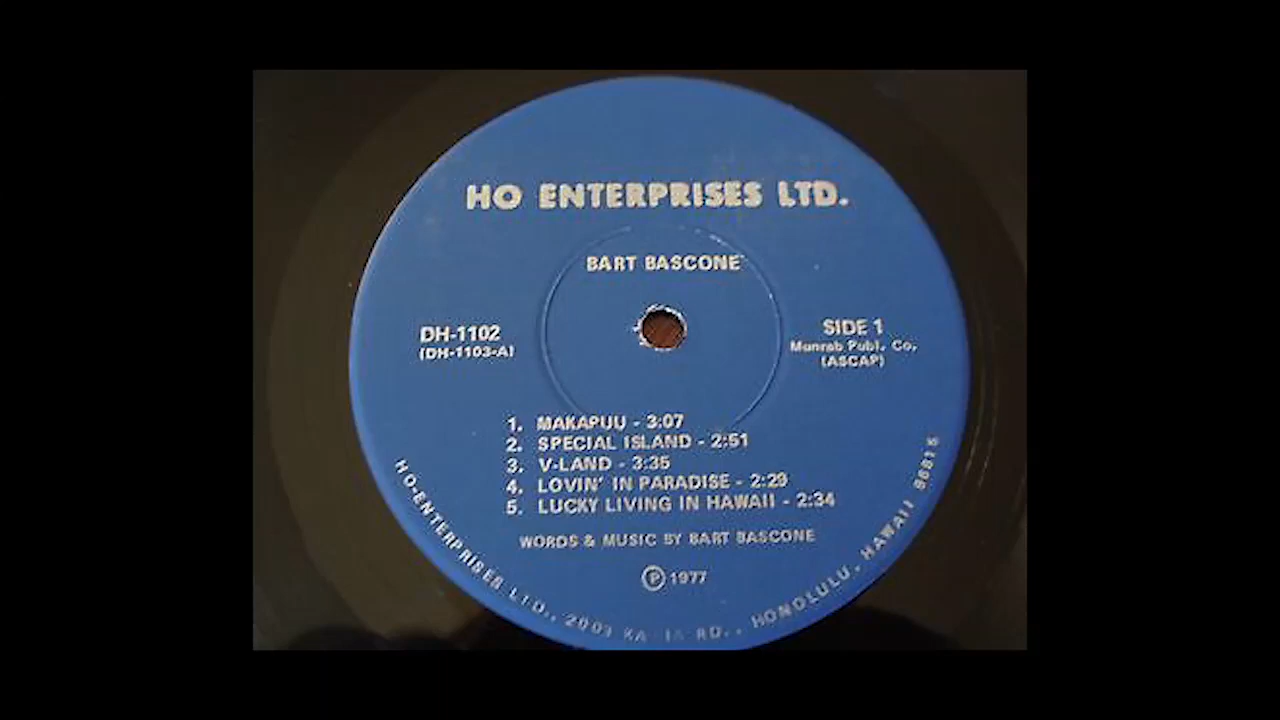 HO ENTERPRISES LTD.
BART BASCONE
DH-1102
(DH-1103-A)
SIDE 1
Munrab Publ. Co.
(ASCAP)
1. MAKAPUU - 3:07
2. SPECIAL ISLAND - 2:51
3. V-LAND - 3:35
4. LOVIN' IN PARADISE - 2:29
5. LUCKY LIVING IN HAWAII - 2:34
WORDS & MUSIC BY BART BASCONE
℗ 1977
HO-ENTERPRISES LTD., 2003 RD., HONOLULU, HAWAII 96815